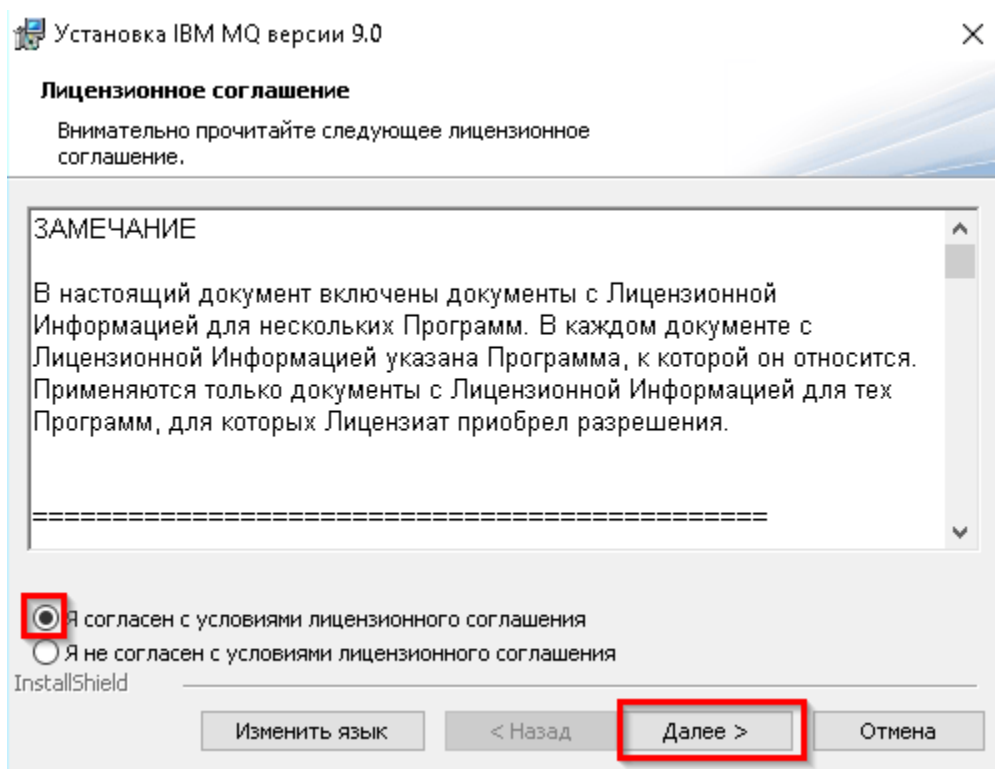 Установка IBM MQ версии 9.0
Лицензионное соглашение
Внимательно прочитайте следующее лицензионное
соглашение.
ЗАМЕЧАНИЕ
В настоящий документ включены документы с Лицензионной
Информацией для нескольких Программ. В каждом документе с
Лицензионной Информацией указана Программа, к которой он относится.
Применяются только документы с Лицензионной Информацией для тех
Программ, для которых Лицензиат приобрел разрешения.
==============================================
Я согласен с условиями лицензионного соглашения
Я не согласен с условиями лицензионного соглашения
InstallShield
Изменить язык
< Назад
Далее >
Отмена